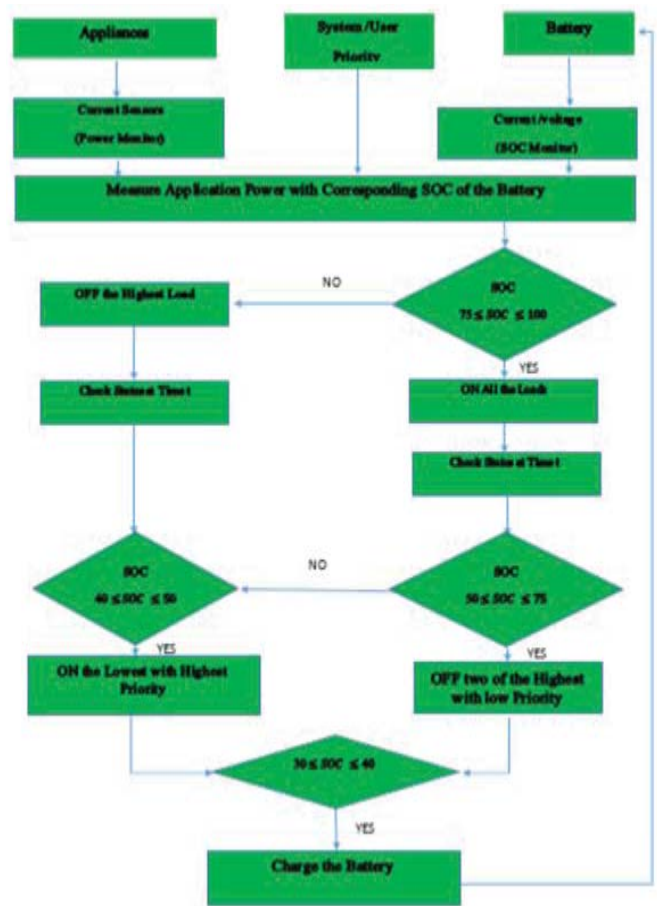 Appliances
System /User
Priority
Battery
Current Sensors
(Power Monitor)
Current /voltage
(SOC Monitor)
Measure Application Power with Corresponding SOC of the Battery
SOC
75 ≤ SOC ≤ 100
NO
OFF the Highest Load
YES
ON All the Loads
Check Status at Time t
Check Status at Time t
SOC
40 ≤ SOC ≤ 50
NO
SOC
50 ≤ SOC ≤ 75
YES
YES
ON the Lowest with Highest
Priority
OFF two of the Highest
with low Priority
30 ≤ SOC ≤ 40
YES
Charge the Battery